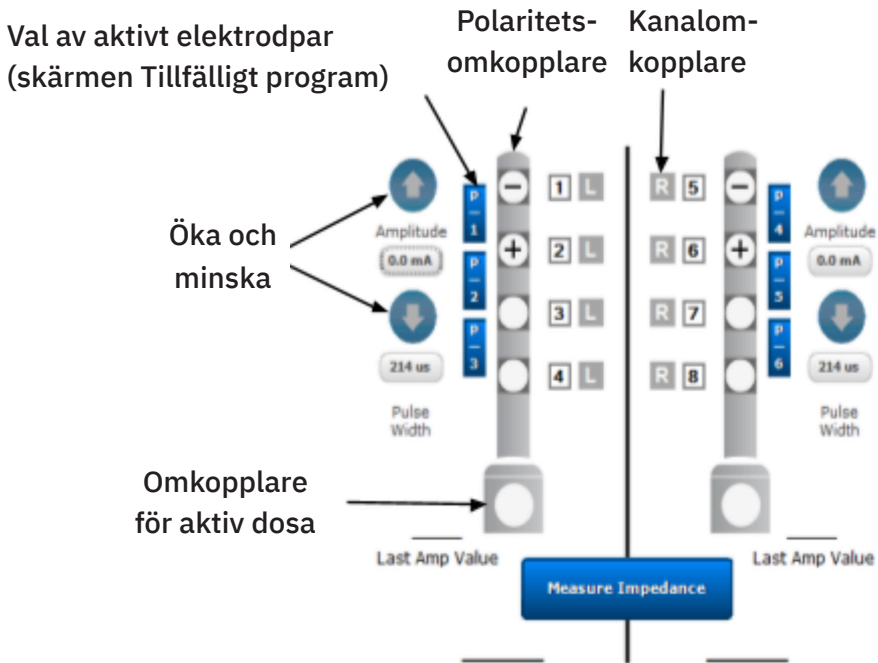 Val av aktivt elektrodpar
(skärmen Tillfälligt program)
Polaritets-
omkopplare
Kanalom-
kopplare
Öka och
minska
Omkopplare
för aktiv dosa
Amplitude
0.0 mA
214 us
Pulse
Width
P
–
1
P
–
2
P
–
3
−
+
1 L
2 L
3 L
4 L
Last Amp Value
R 5
R 6
R 7
R 8
−
+
P
–
4
P
–
5
P
–
6
Amplitude
0.0 mA
214 us
Pulse
Width
Last Amp Value
Measure Impedance